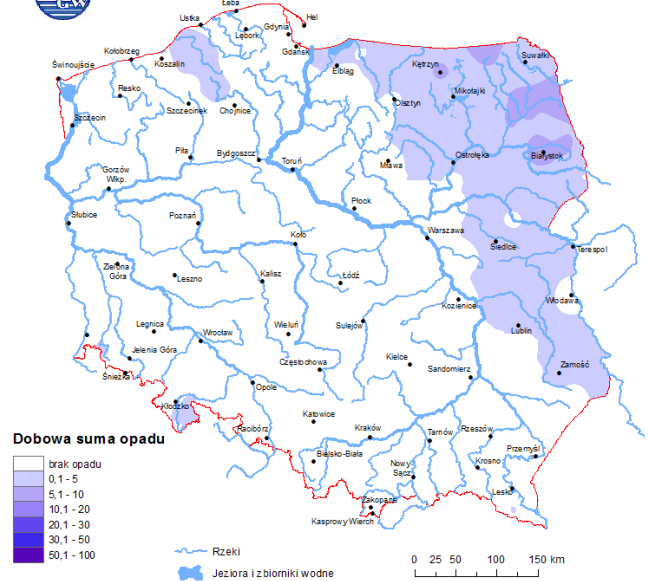 G-W
Łeba
Ustka
Lębork
Gdynia
Hel
Gdańsk
Kołobrzeg
Koszalin
Świnoujście
Elbląg
Kętrzyn
Suwałki
Resko
Szczecinek
Chojnice
Olsztyn
Mikołajki
Szczecin
Piła
Bydgoszcz
Toruń
Mława
Ostrołęka
Białystok
Gorzów
Wlkp.
Płock
Słubice
Poznań
Koło
Warszawa
Siedlce
Terespol
Zielona
Góra
Leszno
Kalisz
Łódź
Kozienice
Włodawa
Legnica
Wrocław
Wieluń
Sulejów
Lublin
Jelenia Góra
Śnieżka
Częstochowa
Kielce
Sandomierz
Zamość
Opole
Kłodzko
Katowice
Racibórz
Kraków
Tarnów
Rzeszów
Przemyśl
Bielsko-Biała
Nowy
Sącz
Krosno
Lesko
Zakopane
Kasprowy Wierch
Dobowa suma opadu
brak opadu
0,1 - 5
5,1 - 10
10,1 - 20
20,1 - 30
30,1 - 50
50,1 - 100
Rzeki
Jeziora i zbiorniki wodne
0 25 50 100 150 km